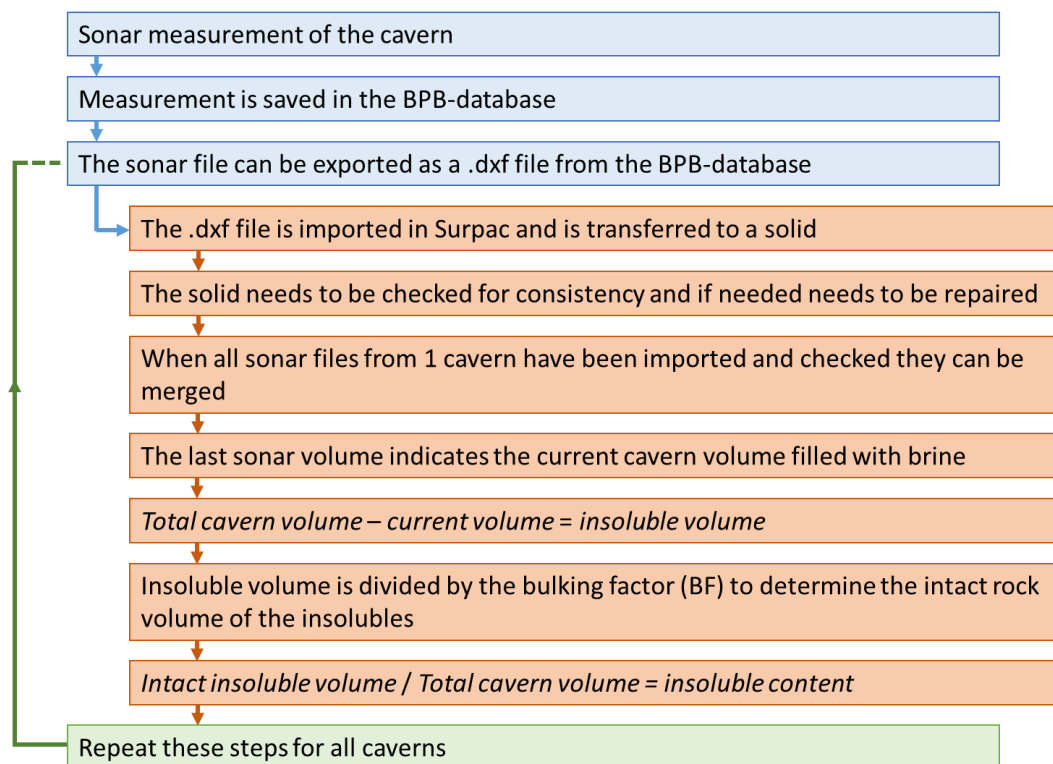 Sonar measurement of the cavern
Measurement is saved in the BPB-database
The sonar file can be exported as a .dxf file from the BPB-database
The .dxf file is imported in Surpac and is transferred to a solid
The solid needs to be checked for consistency and if needed needs to be repaired
When all sonar files from 1 cavern have been imported and checked they can be
merged
The last sonar volume indicates the current cavern volume filled with brine
Total cavern volume – current volume = insoluble volume
Insoluble volume is divided by the bulking factor (BF) to determine the intact rock
volume of the insolubles
Intact insoluble volume / Total cavern volume = insoluble content
Repeat these steps for all caverns